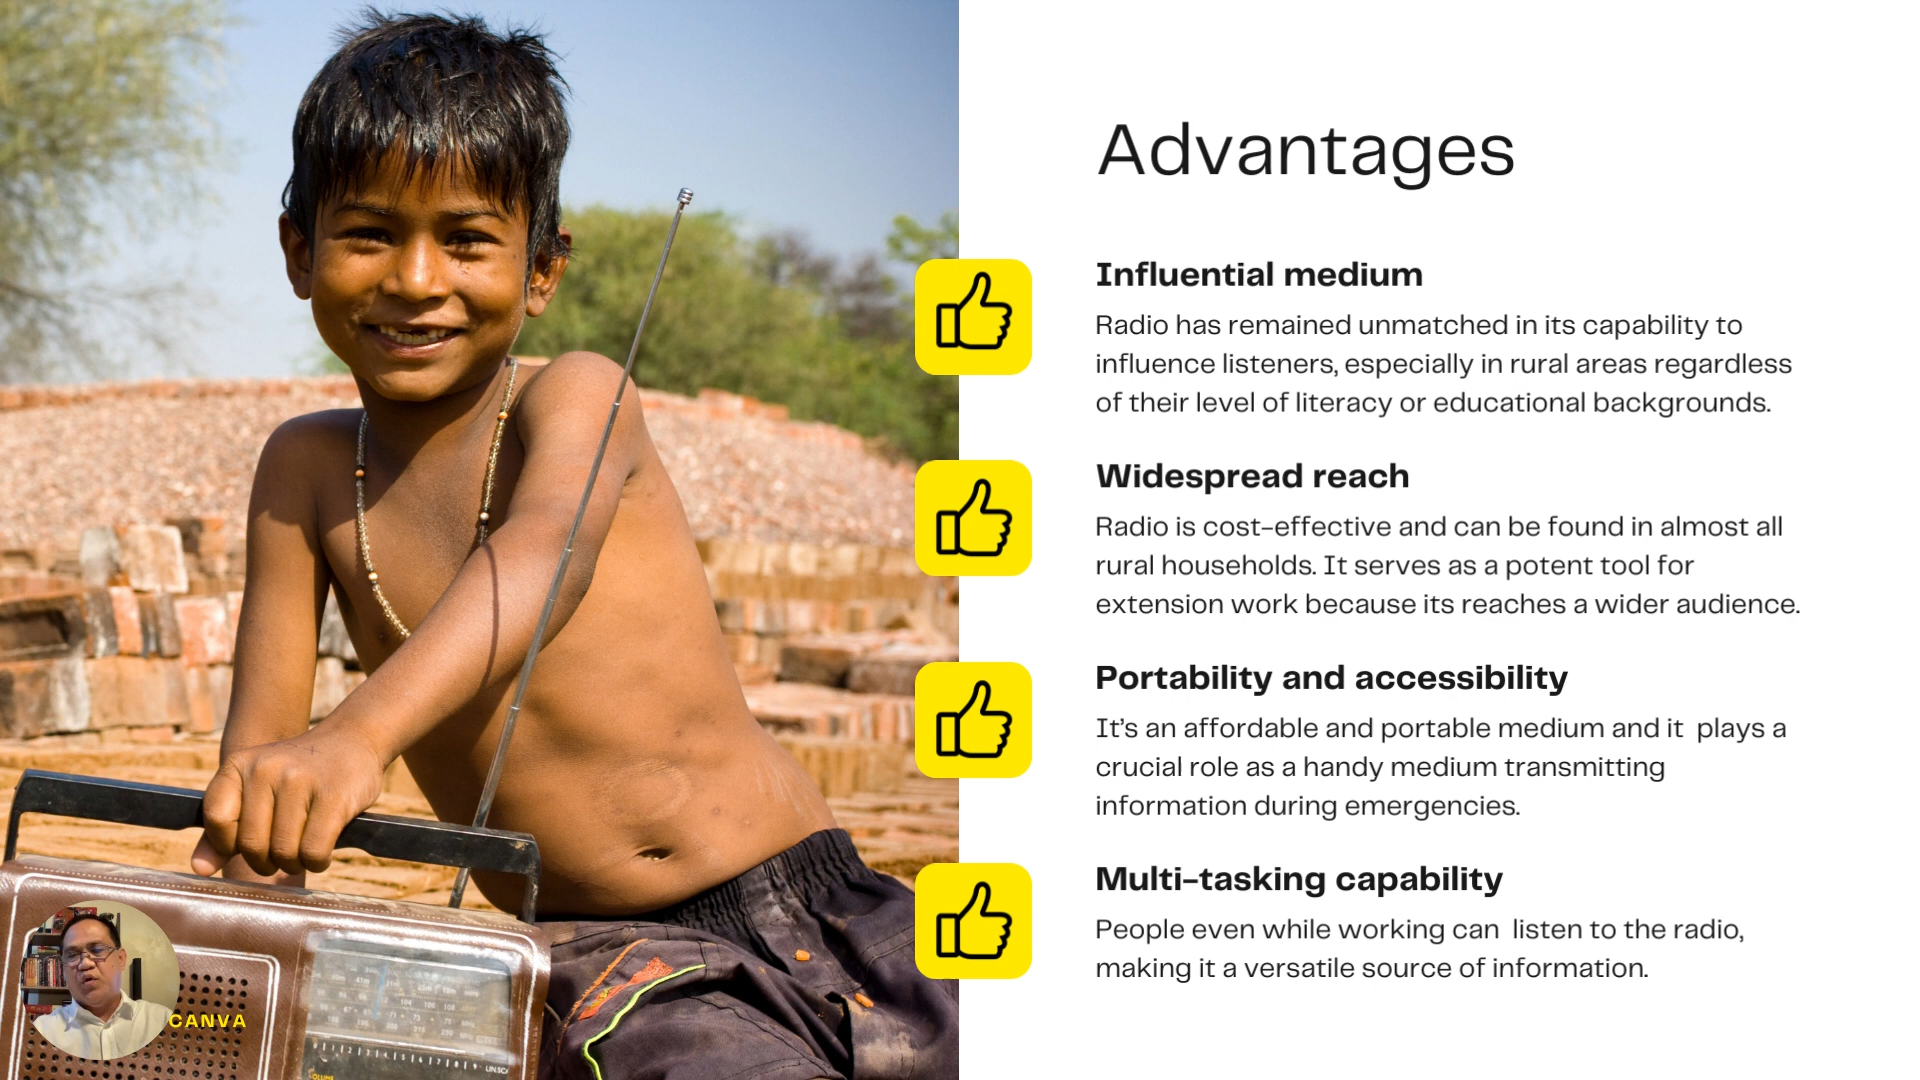 Advantages
Influential medium
Radio has remained unmatched in its capability to
influence listeners, especially in rural areas regardless
of their level of literacy or educational backgrounds.
Widespread reach
Radio is cost-effective and can be found in almost all
rural households. It serves as a potent tool for
extension work because its reaches a wider audience.
Portability and accessibility
It’s an affordable and portable medium and it plays a
crucial role as a handy medium transmitting
information during emergencies.
Multi-tasking capability
People even while working can listen to the radio,
making it a versatile source of information.
CANVA